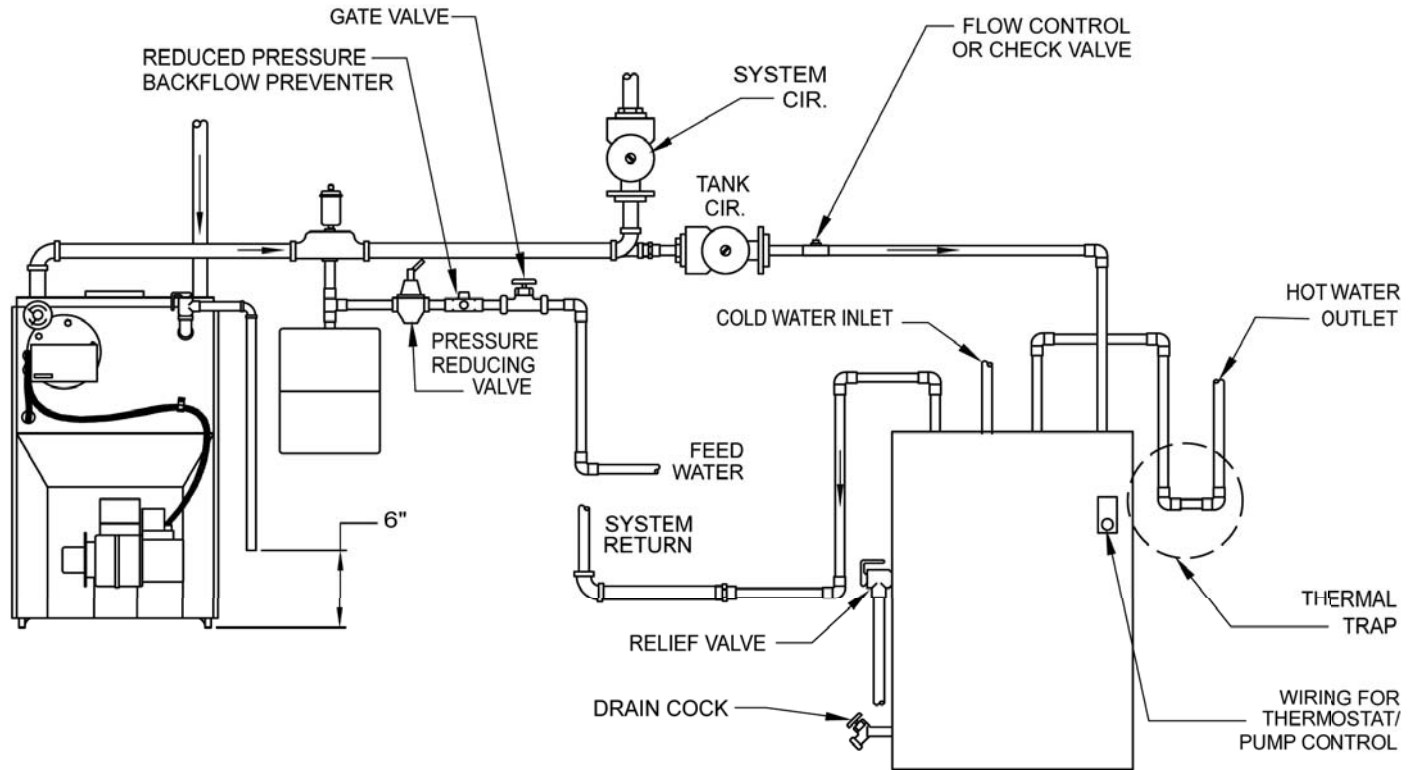 GATE VALVE
REDUCED PRESSURE
BACKFLOW PREVENTER
SYSTEM
CIR.
FLOW CONTROL
OR CHECK VALVE
TANK
CIR.
HOT WATER
OUTLET
COLD WATER INLET
PRESSURE
REDUCING
VALVE
FEED
WATER
6"
SYSTEM
RETURN
THERMAL
TRAP
RELIEF VALVE
DRAIN COCK
WIRING FOR
THERMOSTAT/
PUMP CONTROL